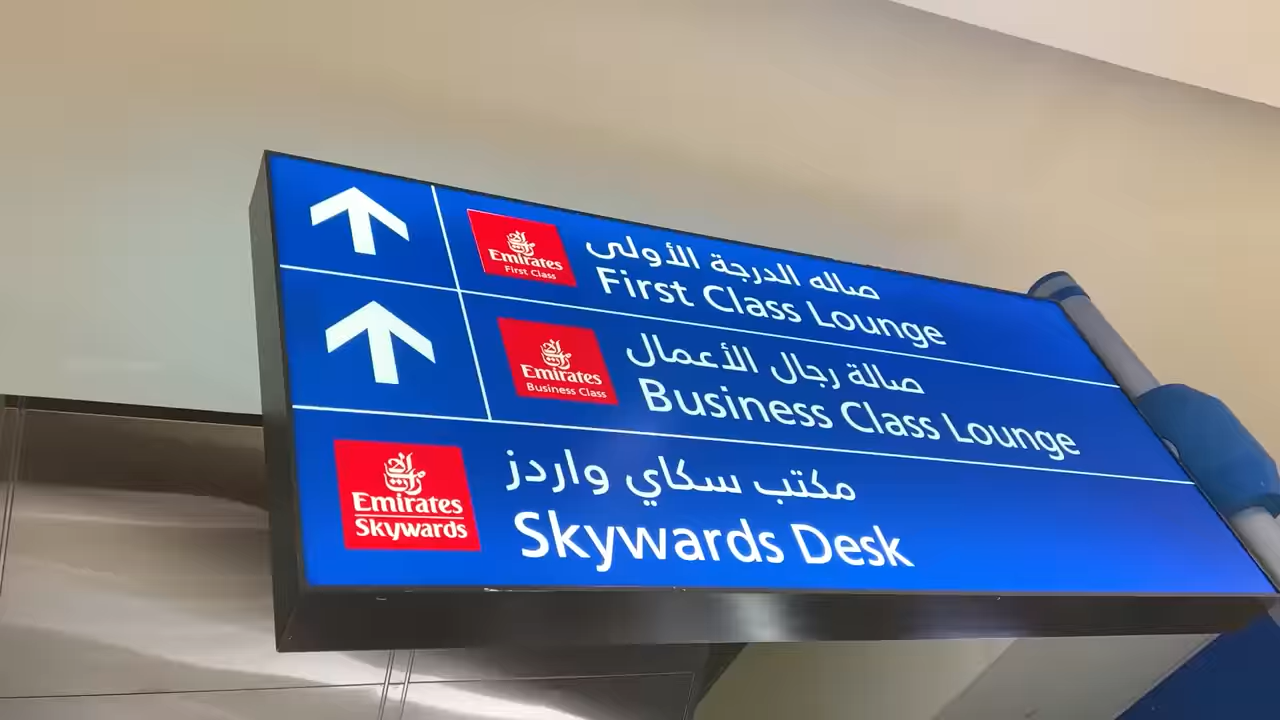 Emirates
First Class
صاله الدرجة الأولى
First Class Lounge
Emirates
Business Class
صالة رجال الأعمال
Business Class Lounge
Emirates
Skywards
مكتب سكاي واردز
Skywards Desk